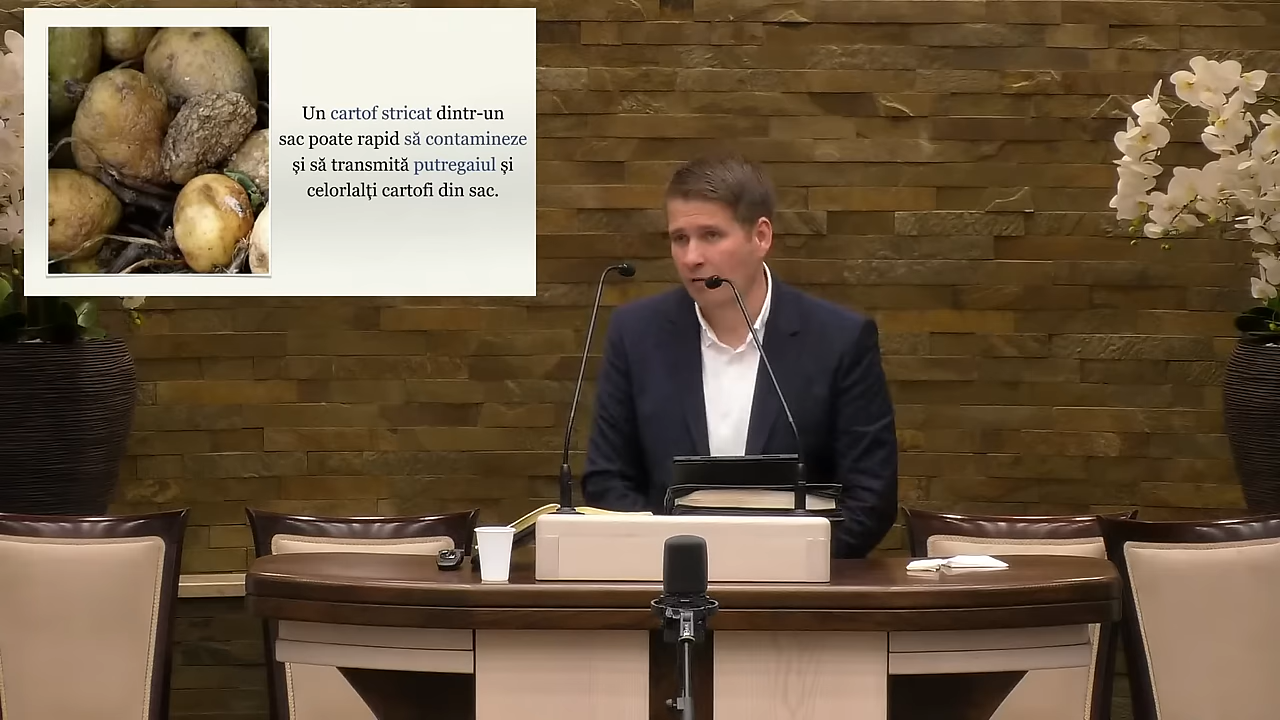 Un cartof stricat dintr-un
sac poate rapid să contamineze
și să transmită putregaiul și
celorlalți cartofi din sac.